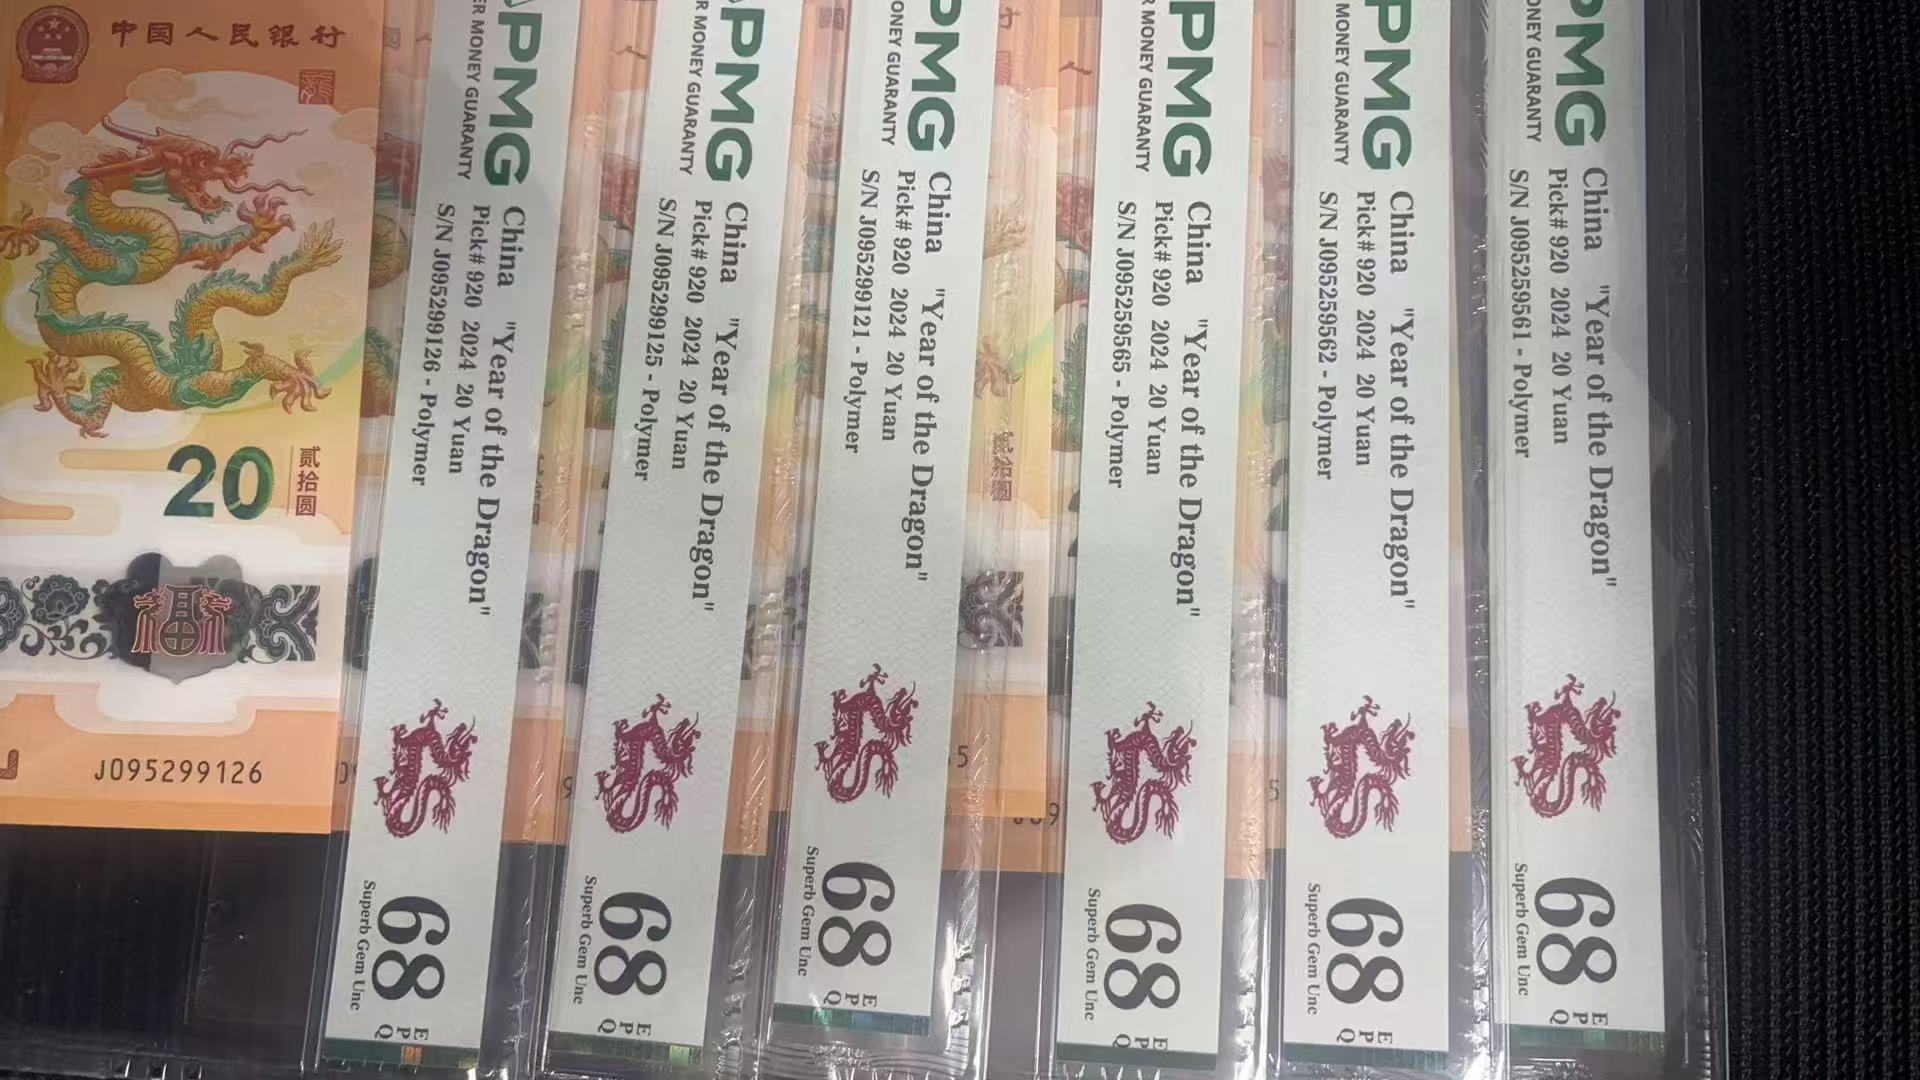 中国人民银行
20
贰拾圆
J095299126
PMG
ER MONEY GUARANTY
China "Year of the Dragon"
Pick# 920 2024 20 Yuan
S/N J095299126 - Polymer
68
Superb Gem Unc
EPQ
PMG
R MONEY GUARANTY
China "Year of the Dragon"
Pick# 920 2024 20 Yuan
S/N J095299125 - Polymer
68
Superb Gem Unc
EPQ
PMG
ONEY GUARANTY
China "Year of the Dragon"
Pick# 920 2024 20 Yuan
S/N J095299121 - Polymer
68
Superb Gem Unc
EPQ
PMG
R MONEY GUARANTY
China "Year of the Dragon"
Pick# 920 2024 20 Yuan
S/N J095259565 - Polymer
68
Superb Gem Unc
EPQ
PMG
MONEY GUARANTY
China "Year of the Dragon"
Pick# 920 2024 20 Yuan
S/N J095259562 - Polymer
68
Superb Gem Unc
EPQ
PMG
ONEY GUARANTY
China "Year of the Dragon"
Pick# 920 2024 20 Yuan
S/N J095259561 - Polymer
68
Superb Gem Unc
EPQ